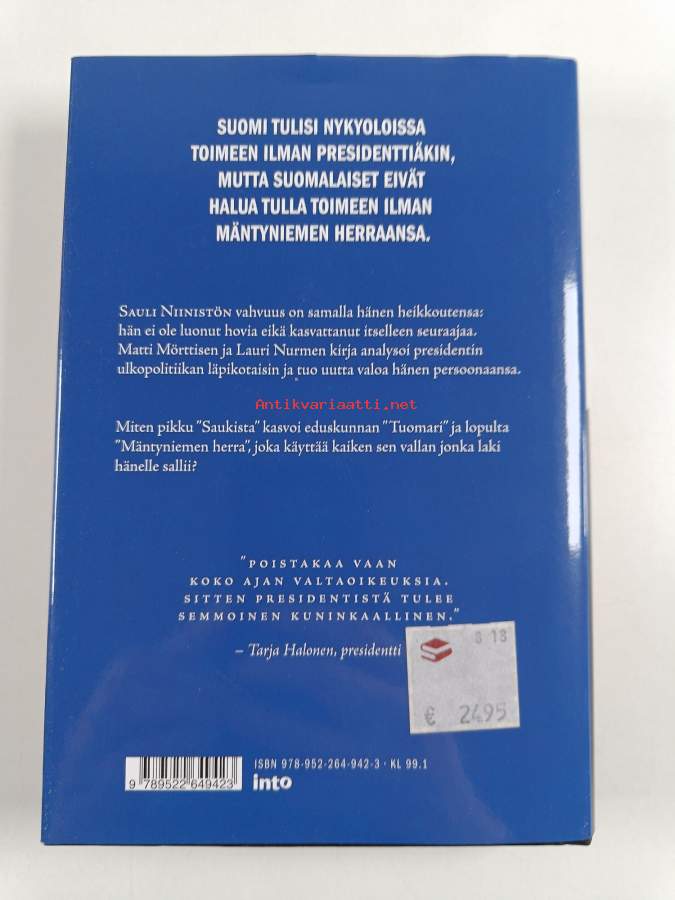 SUOMI TULISI NYKYOLOISSA
TOIMEEN ILMAN PRESIDENTTIÄKIN,
MUTTA SUOMALAISET EIVÄT
HALUA TULLA TOIMEEN ILMAN
MÄNTYNIEMEN HERRAANSA.
SAULI NIINISTÖN vahvuus on samalla hänen heikkoutensa:
hän ei ole luonut hovia eikä kasvattanut itselleen seuraajaa.
Matti Mörttisen ja Lauri Nurmen kirja analysoi presidentin
ulkopolitiikan läpikotaisin ja tuo uutta valoa hänen persoonaansa.
Antikvariaatti.net
Miten pikku "Saukista" kasvoi eduskunnan "Tuomari" ja lopulta
"Mäntyniemen herra", joka käyttää kaiken sen vallan jonka laki
hänelle sallii?
"POISTAKAA VAAN
KOKO AJAN VALTAOIKEUKSIA.
SITTEN PRESIDENTISTÄ TULEE
SEMMOINEN KUNINKAALLINEN."
– Tarja Halonen, presidentti
8 18
€ 2495
ISBN 978-952-264-942-3 · KL 99.1
9 789522 649423
into